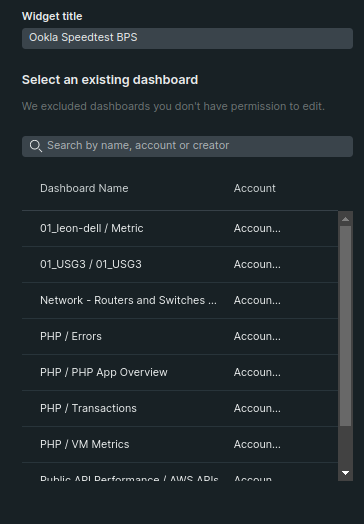 Widget title
Ookla Speedtest BPS
Select an existing dashboard
We excluded dashboards you don't have permission to edit.
Search by name, account or creator
Dashboard Name Account
01_leon-dell / Metric Accoun...
01_USG3 / 01_USG3 Accoun...
Network - Routers and Switches ... Accoun...
PHP / Errors Accoun...
PHP / PHP App Overview Accoun...
PHP / Transactions Accoun...
PHP / VM Metrics Accoun...
Public API Performance / AWS APIs Accoun...